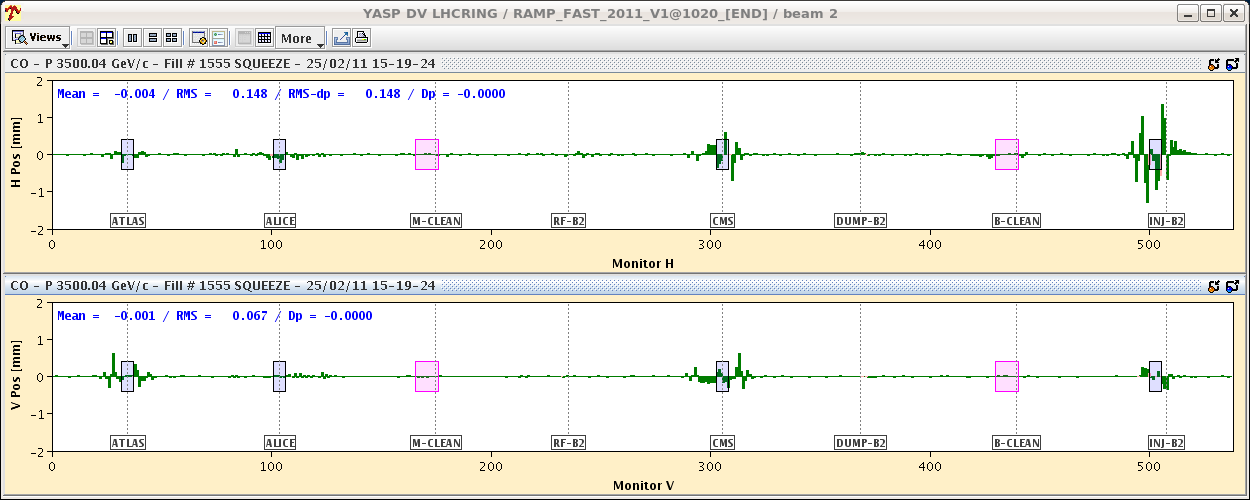 YASP DV LHCRING / RAMP_FAST_2011_V1@1020_[END] / beam 2
Views More
CO - P 3500.04 GeV/c - Fill # 1555 SQUEEZE - 25/02/11 15-19-24
Mean = -0.004 / RMS = 0.148 / RMS-dp = 0.148 / Dp = -0.0000
H Pos [mm]
2
1
0
-1
-2
ATLAS ALICE M-CLEAN RF-B2 CMS DUMP-B2 B-CLEAN INJ-B2
0 100 200 300 400 500
Monitor H
CO - P 3500.04 GeV/c - Fill # 1555 SQUEEZE - 25/02/11 15-19-24
Mean = -0.001 / RMS = 0.067 / Dp = -0.0000
V Pos [mm]
2
1
0
-1
-2
ATLAS ALICE M-CLEAN RF-B2 CMS DUMP-B2 B-CLEAN INJ-B2
0 100 200 300 400 500
Monitor V